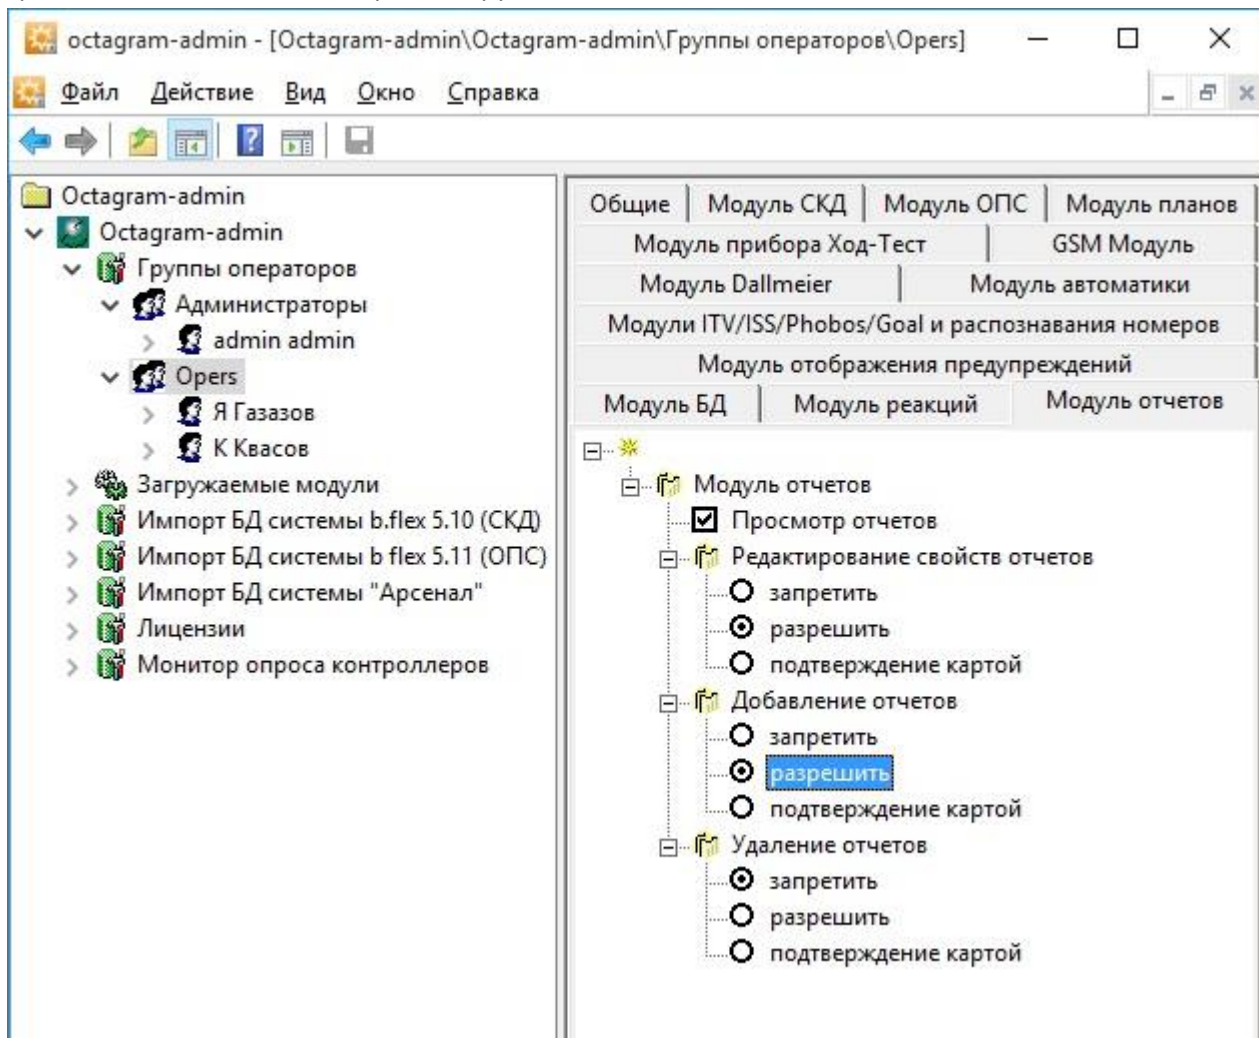 octagram-admin - [Octagram-admin\Octagram-admin\Группы операторов\Opers]
Файл Действие Вид Окно Справка
Octagram-admin
Octagram-admin
Группы операторов
Администраторы
admin admin
Opers
Я Газазов
К Квасов
Загружаемые модули
Импорт БД системы b.flex 5.10 (СКД)
Импорт БД системы b flex 5.11 (ОПС)
Импорт БД системы "Арсенал"
Лицензии
Монитор опроса контроллеров
Общие Модуль СКД Модуль ОПС Модуль планов
Модуль прибора Ход-Тест GSM Модуль
Модуль Dallmeier Модуль автоматики
Модули ITV/ISS/Phobos/Goal и распознавания номеров
Модуль отображения предупреждений
Модуль БД Модуль реакций Модуль отчетов
Модуль отчетов
Просмотр отчетов
Редактирование свойств отчетов
запретить
разрешить
подтверждение картой
Добавление отчетов
запретить
разрешить
подтверждение картой
Удаление отчетов
запретить
разрешить
подтверждение картой